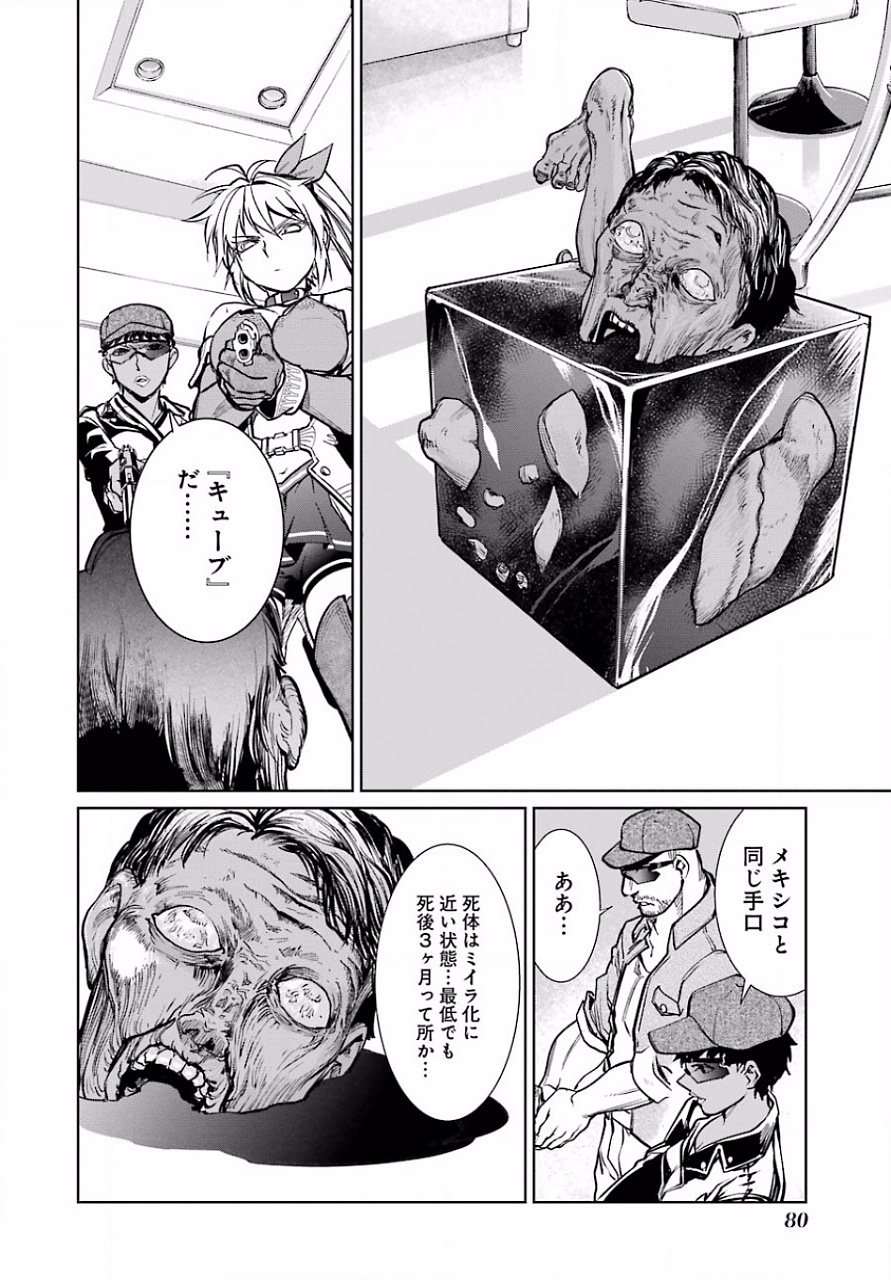 『キューブ』
だ……
メキシコと
同じ手口
ああ…
死体はミイラ化に
近い状態…最低でも
死後3ヶ月って所か…
80